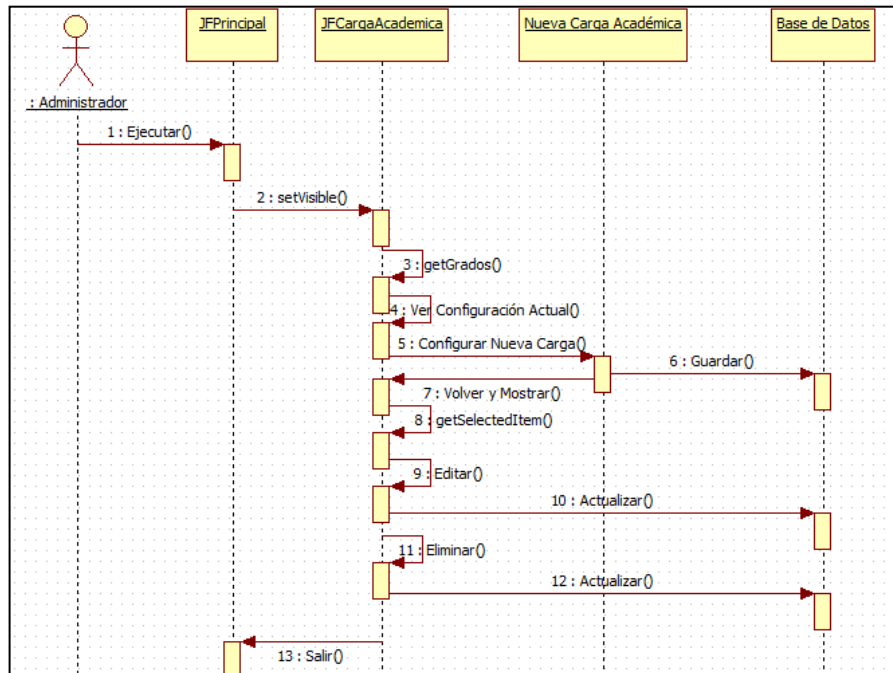 JFPrincipal
JFCargaAcademica
Nueva Carga Académica
Base de Datos
: Administrador
1 : Ejecutar()
2 : setVisible()
3 : getGrados()
4 : Ver Configuración Actual()
5 : Configurar Nueva Carga()
6 : Guardar()
7 : Volver y Mostrar()
8 : getSelectedItem()
9 : Editar()
10 : Actualizar()
11 : Eliminar()
12 : Actualizar()
13 : Salir()